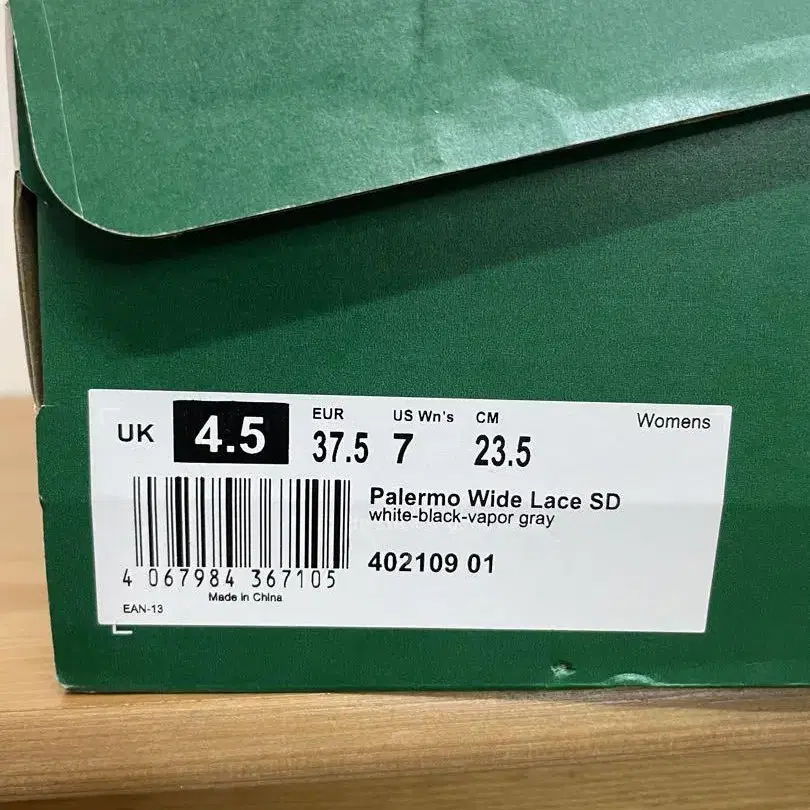 UK 4.5
EUR
37.5
US Wn's
7
CM
23.5
Womens
Palermo Wide Lace SD
white-black-vapor gray
402109 01
4 067984 367105
Made in China
EAN-13